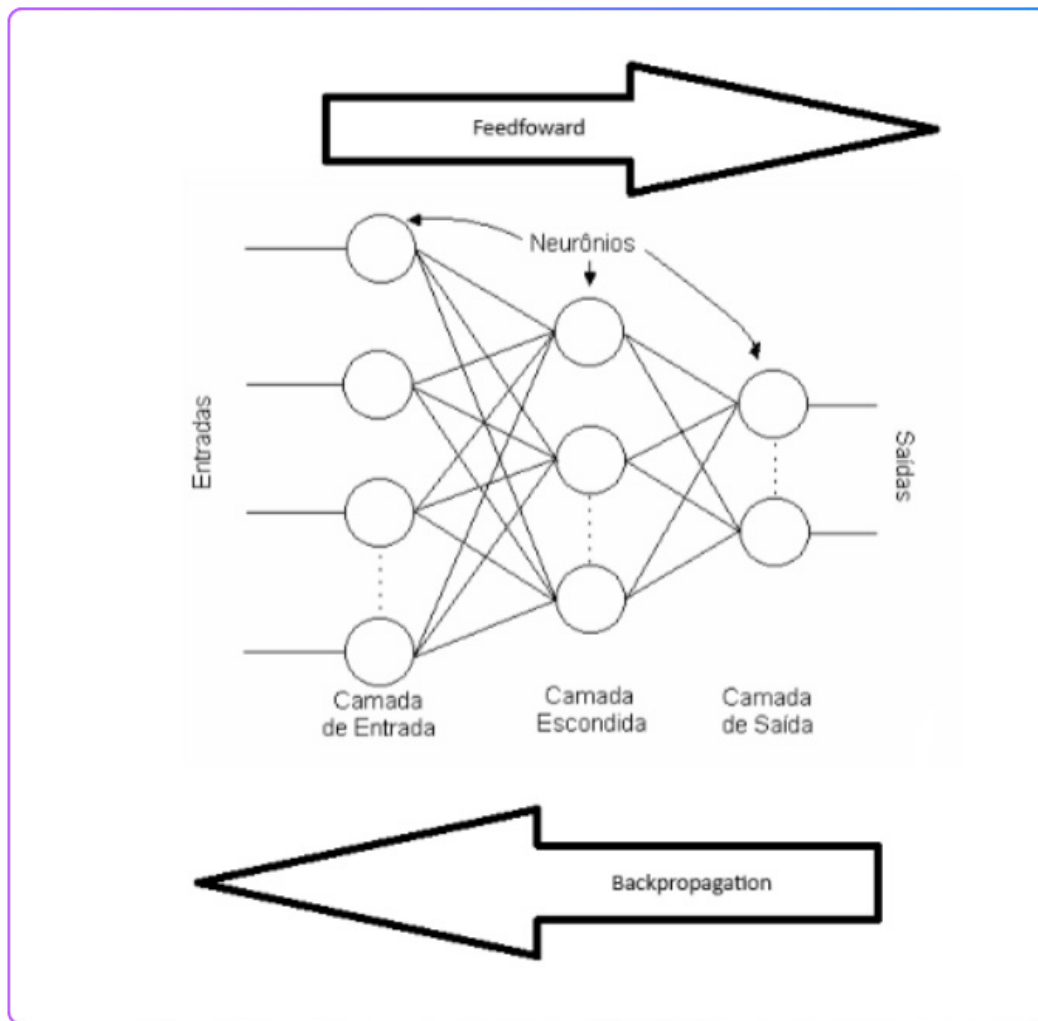 Feedfoward
Neurônios
Entradas
Saídas
Camada
de Entrada
Camada
Escondida
Camada
de Saída
Backpropagation